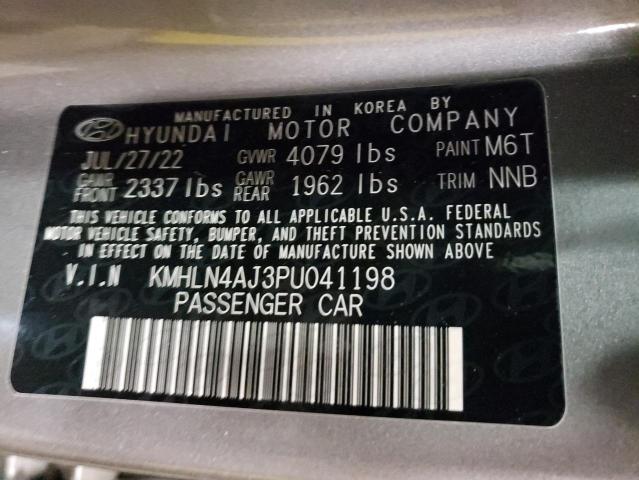 MANUFACTURED IN KOREA BY
HYUNDAI MOTOR COMPANY
JUL/27/22 GVWR 4079 lbs PAINT M6T
GAWR FRONT 2337 lbs GAWR REAR 1962 lbs TRIM NNB
THIS VEHICLE CONFORMS TO ALL APPLICABLE U.S.A. FEDERAL
MOTOR VEHICLE SAFETY, BUMPER, AND THEFT PREVENTION STANDARDS
IN EFFECT ON THE DATE OF MANUFACTURE SHOWN ABOVE
V.I.N KMHLN4AJ3PU041198
PASSENGER CAR